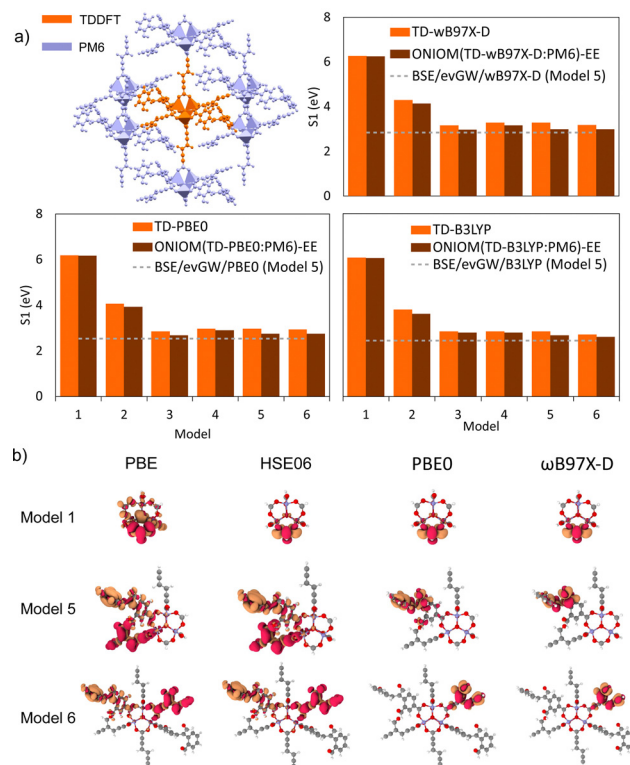 a)
TDDFT
PM6
8
6
4
2
0
S1 (eV)
TD-wB97X-D
ONIOM(TD-wB97X-D:PM6)-EE
BSE/evGW/wB97X-D (Model 5)
8
6
4
2
0
S1 (eV)
TD-PBE0
ONIOM(TD-PBE0:PM6)-EE
BSE/evGW/PBE0 (Model 5)
1 2 3 4 5 6
Model
8
6
4
2
0
S1 (eV)
TD-B3LYP
ONIOM(TD-B3LYP:PM6)-EE
BSE/evGW/B3LYP (Model 5)
1 2 3 4 5 6
Model
b)
PBE HSE06 PBE0 ωB97X-D
Model 1
Model 5
Model 6